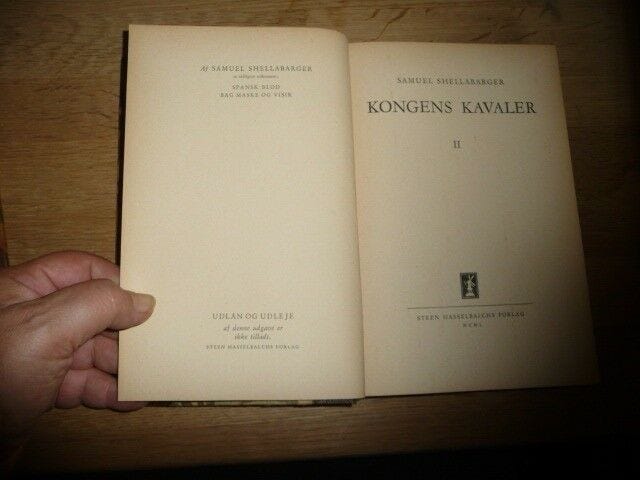 Af SAMUEL SHELLABARGER
er tidligere udkommet:
SPANSK BLOD
BAG MASKE OG VISIR
UDLÅN OG UDLEJE
af denne udgave er
ikke tilladt.
STEEN HASSELBALCHS FORLAG
SAMUEL SHELLABARGER
KONGENS KAVALER
II
STEEN HASSELBALCHS FORLAG
MCML